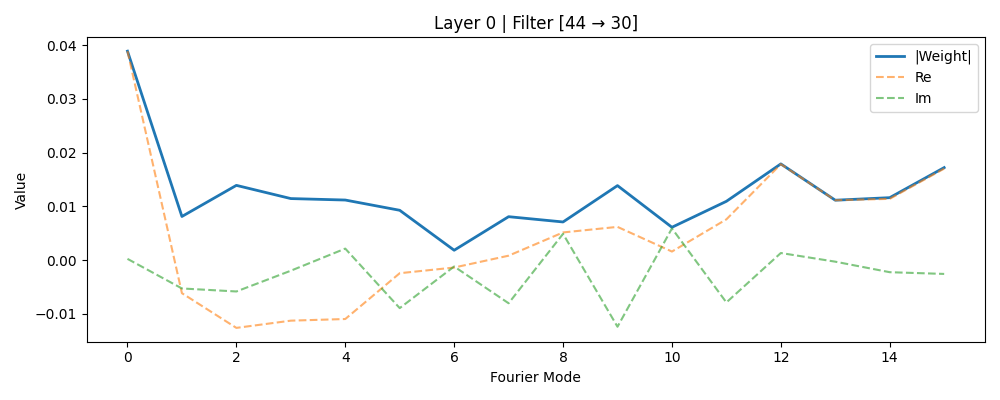 Layer 0 | Filter [44 → 30]
0.04
0.03
0.02
0.01
0.00
−0.01
Value
|Weight|
Re
Im
0 2 4 6 8 10 12 14
Fourier Mode